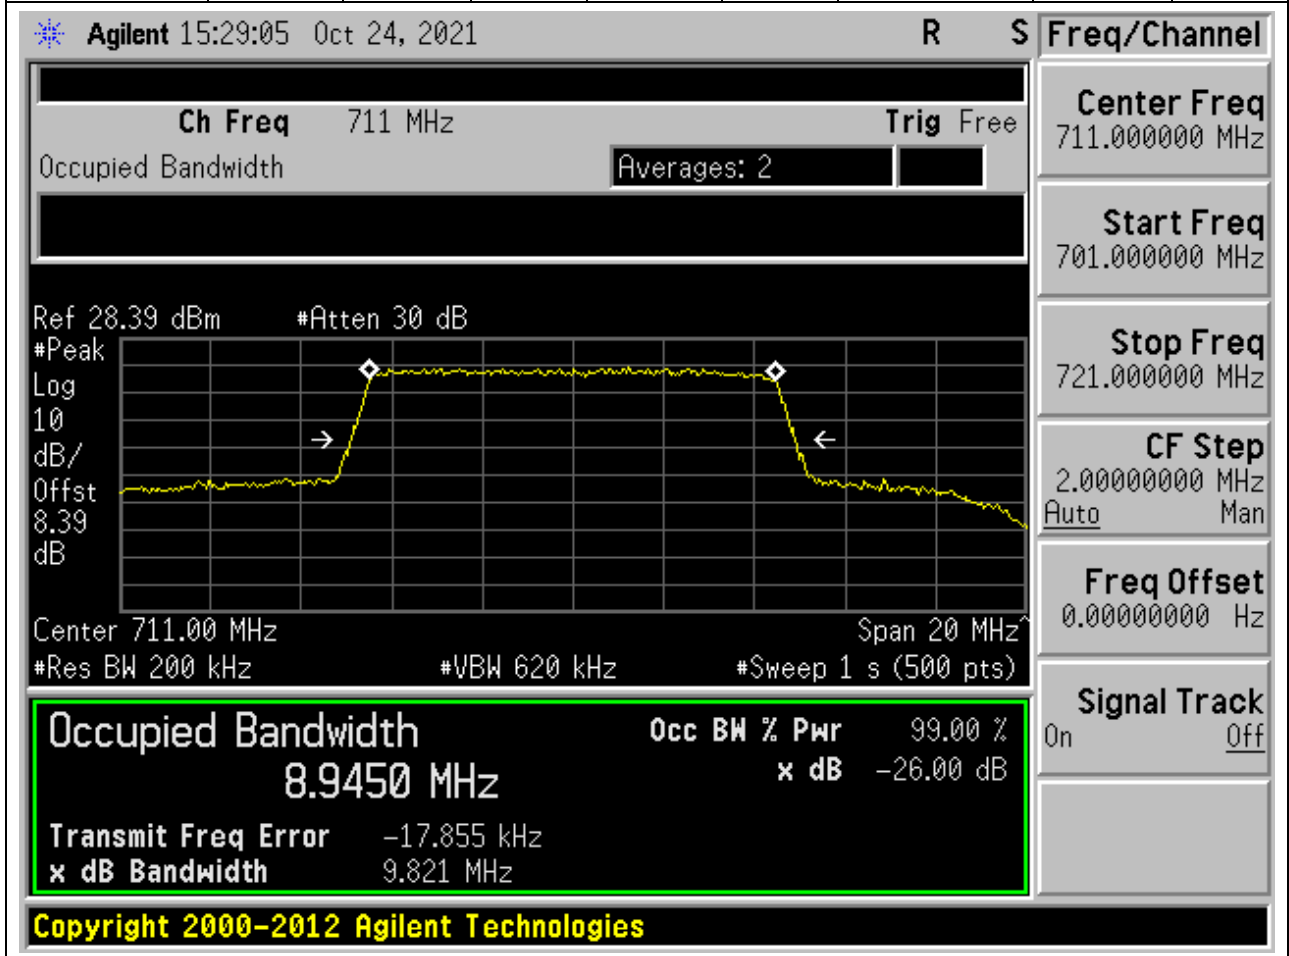 Agilent 15:29:05 Oct 24, 2021 R S
Ch Freq 711 MHz Trig Free
Occupied Bandwidth Averages: 2
Ref 28.39 dBm #Atten 30 dB
#Peak
Log
10
dB/
Offst
8.39
dB
Center 711.00 MHz Span 20 MHz^
#Res BW 200 kHz #VBW 620 kHz #Sweep 1 s (500 pts)
Occupied Bandwidth Occ BW % Pwr 99.00 %
8.9450 MHz x dB -26.00 dB
Transmit Freq Error -17.855 kHz
x dB Bandwidth 9.821 MHz
Copyright 2000-2012 Agilent Technologies
Freq/Channel
Center Freq
711.000000 MHz
Start Freq
701.000000 MHz
Stop Freq
721.000000 MHz
CF Step
2.00000000 MHz
Auto Man
Freq Offset
0.00000000 Hz
Signal Track
On Off